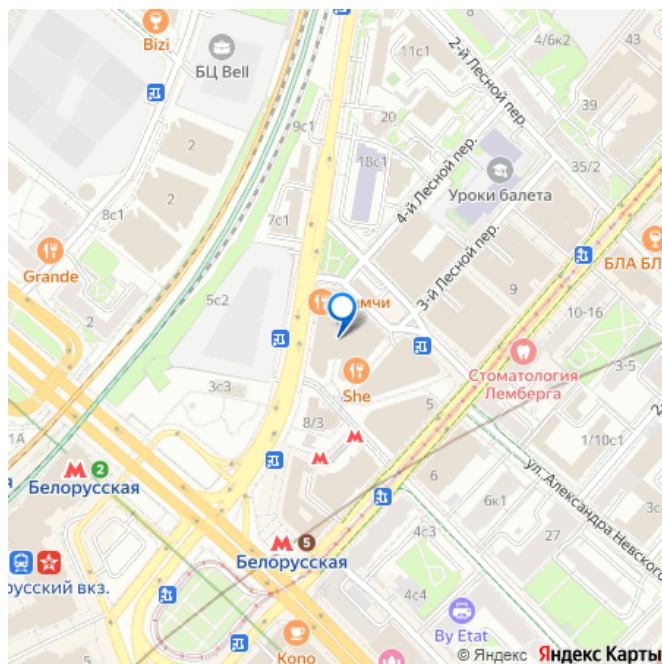 Bizi
БЦ Bell
11с1
2-й Лесной пер.
4/6к2
43
39
20
9с1
2
18с1
4-й Лесной пер.
35/2
Уроки балета
2
8с1
7с1
3-й Лесной пер.
Grande
БЛА БЛ
5с2
мчи
9
2
10-16
3с3
She
Стоматология
Лемберга
3-5
8/3
5
1А
1/10с1
М 2
Белорусская
6
6к1
ул. Александра Невского
М 5
Белорусская
4с3
27
русский вкз.
4с4
By Etat
Kono
© Яндекс Яндекс Карты